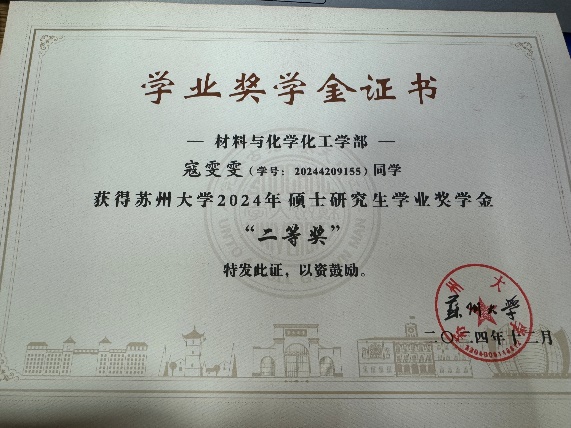 学业奖学金证书
— 材料与化学化工学部 —
寇雯雯（学号：20244209155）同学
获得苏州大学2024年硕士研究生学业奖学金
“二等奖”
特发此证，以资鼓励。
苏州大学
二〇二四年十二月